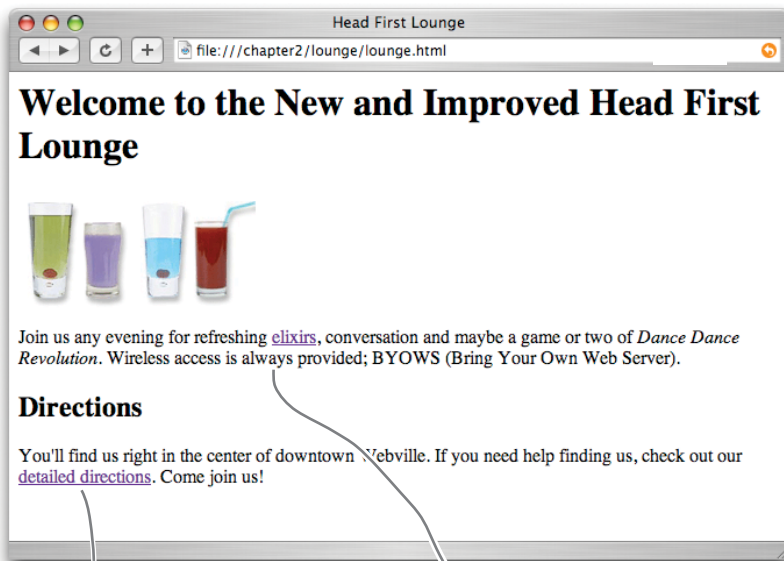 Head First Lounge
file:///chapter2/lounge/lounge.html
Welcome to the New and Improved Head First
Lounge
Join us any evening for refreshing elixirs, conversation and maybe a game or two of Dance Dance
Revolution. Wireless access is always provided; BYOWS (Bring Your Own Web Server).
Directions
You'll find us right in the center of downtown Webville. If you need help finding us, check out our
detailed directions. Come join us!